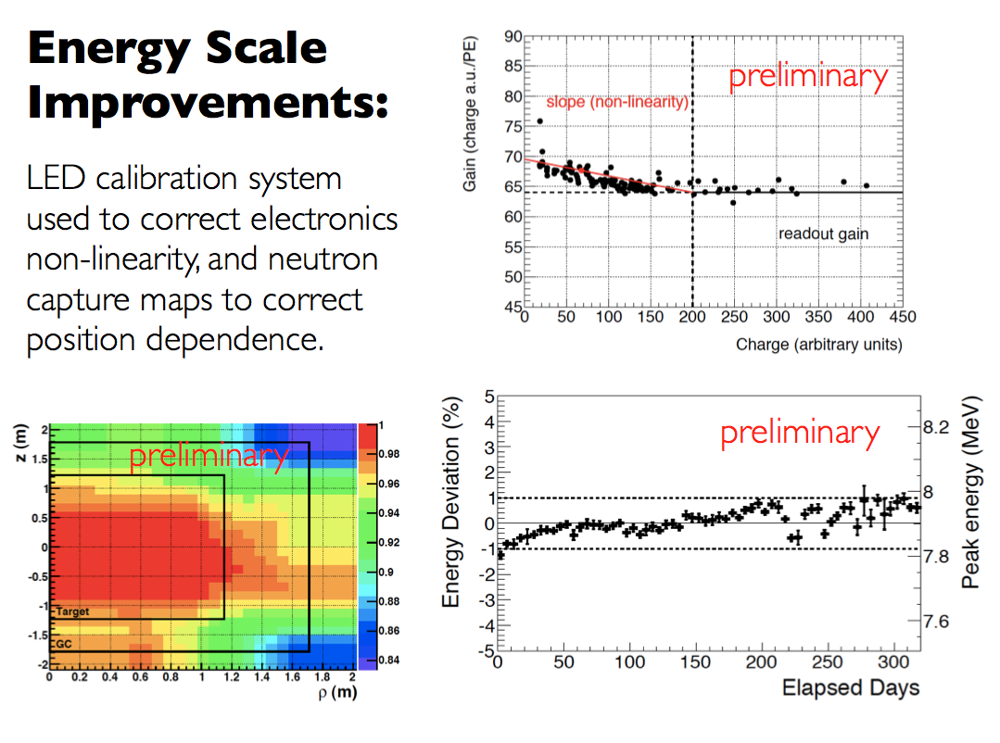 Energy Scale
Improvements:
LED calibration system
used to correct electronics
non-linearity, and neutron
capture maps to correct
position dependence.
Gain (charge a.u./PE)
90
85
80
75
70
65
60
55
50
45
preliminary
slope (non-linearity)
readout gain
0 50 100 150 200 250 300 350 400 450
Charge (arbitrary units)
z (m)
2
1.5
1
0.5
0
-0.5
-1
-1.5
-2
preliminary
Target
GC
0 0.2 0.4 0.6 0.8 1 1.2 1.4 1.6 1.8 2
ρ (m)
1
0.98
0.96
0.94
0.92
0.9
0.88
0.86
0.84
Energy Deviation (%)
5
4
3
2
1
0
-1
-2
-3
-4
-5
preliminary
0 50 100 150 200 250 300
Elapsed Days
8.2
8
7.8
7.6
Peak energy (MeV)